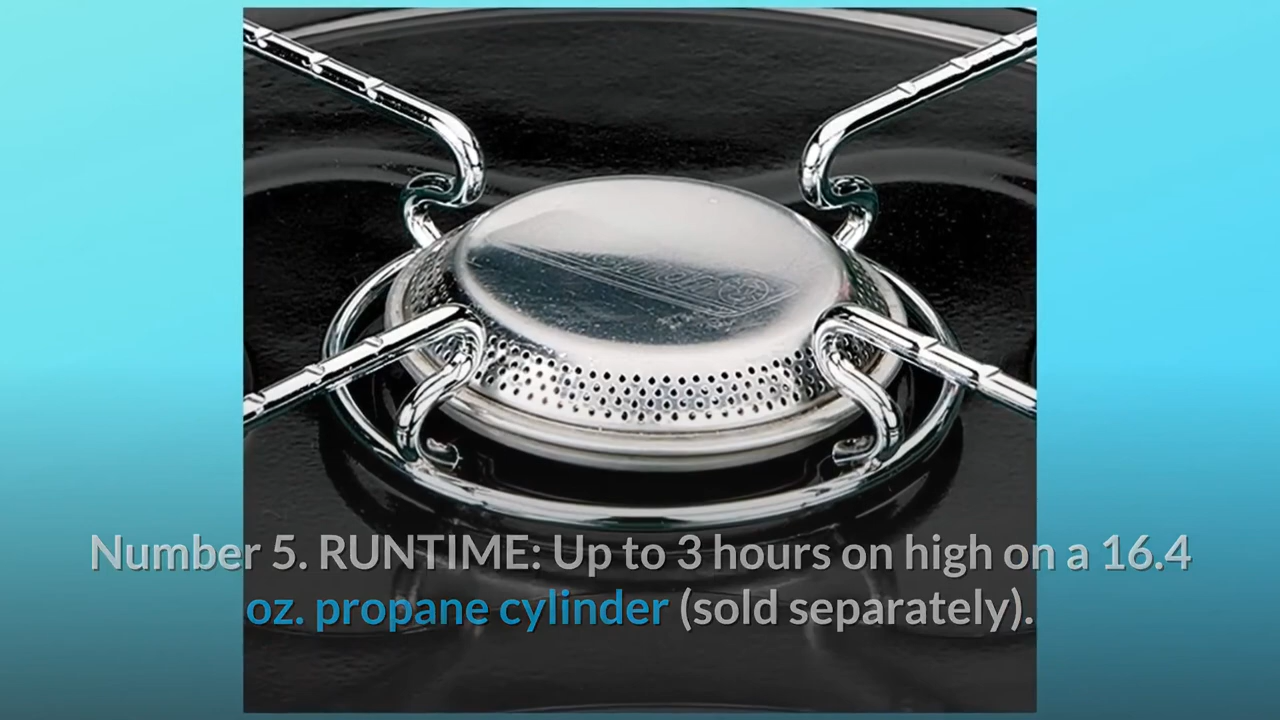 Number 5. RUNTIME: Up to 3 hours on high on a 16.4
oz. propane cylinder (sold separately).